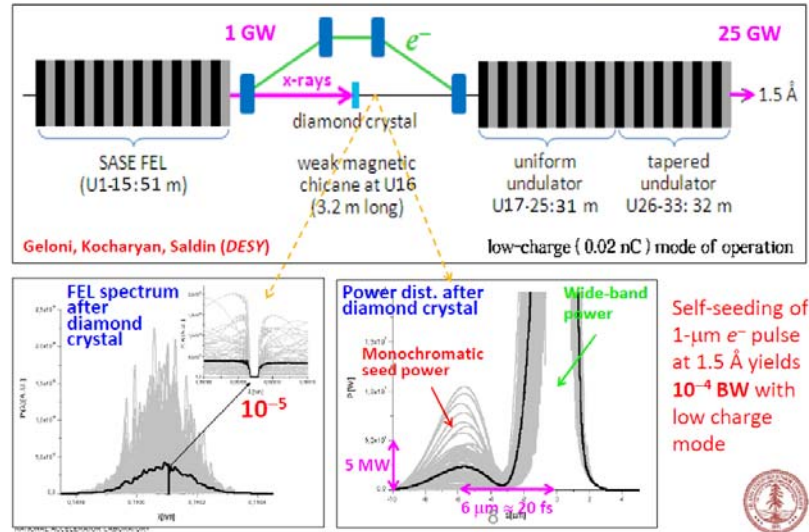 1 GW
e⁻
25 GW
x-rays
1.5 Å
diamond crystal
SASE FEL
(U1-15: 51 m)
weak magnetic
chicane at U16
(3.2 m long)
uniform
undulator
U17-25: 31 m
tapered
undulator
U26-33: 32 m
Geloni, Kocharyan, Saldin (DESY)
low-charge ( 0.02 nC ) mode of operation
FEL spectrum
after
diamond
crystal
10⁻⁵
Power dist. after
diamond crystal
Wide-band
power
Monochromatic
seed power
5 MW
6 μm ≈ 20 fs
Self-seeding of
1-μm e⁻ pulse
at 1.5 Å yields
10⁻⁴ BW with
low charge
mode